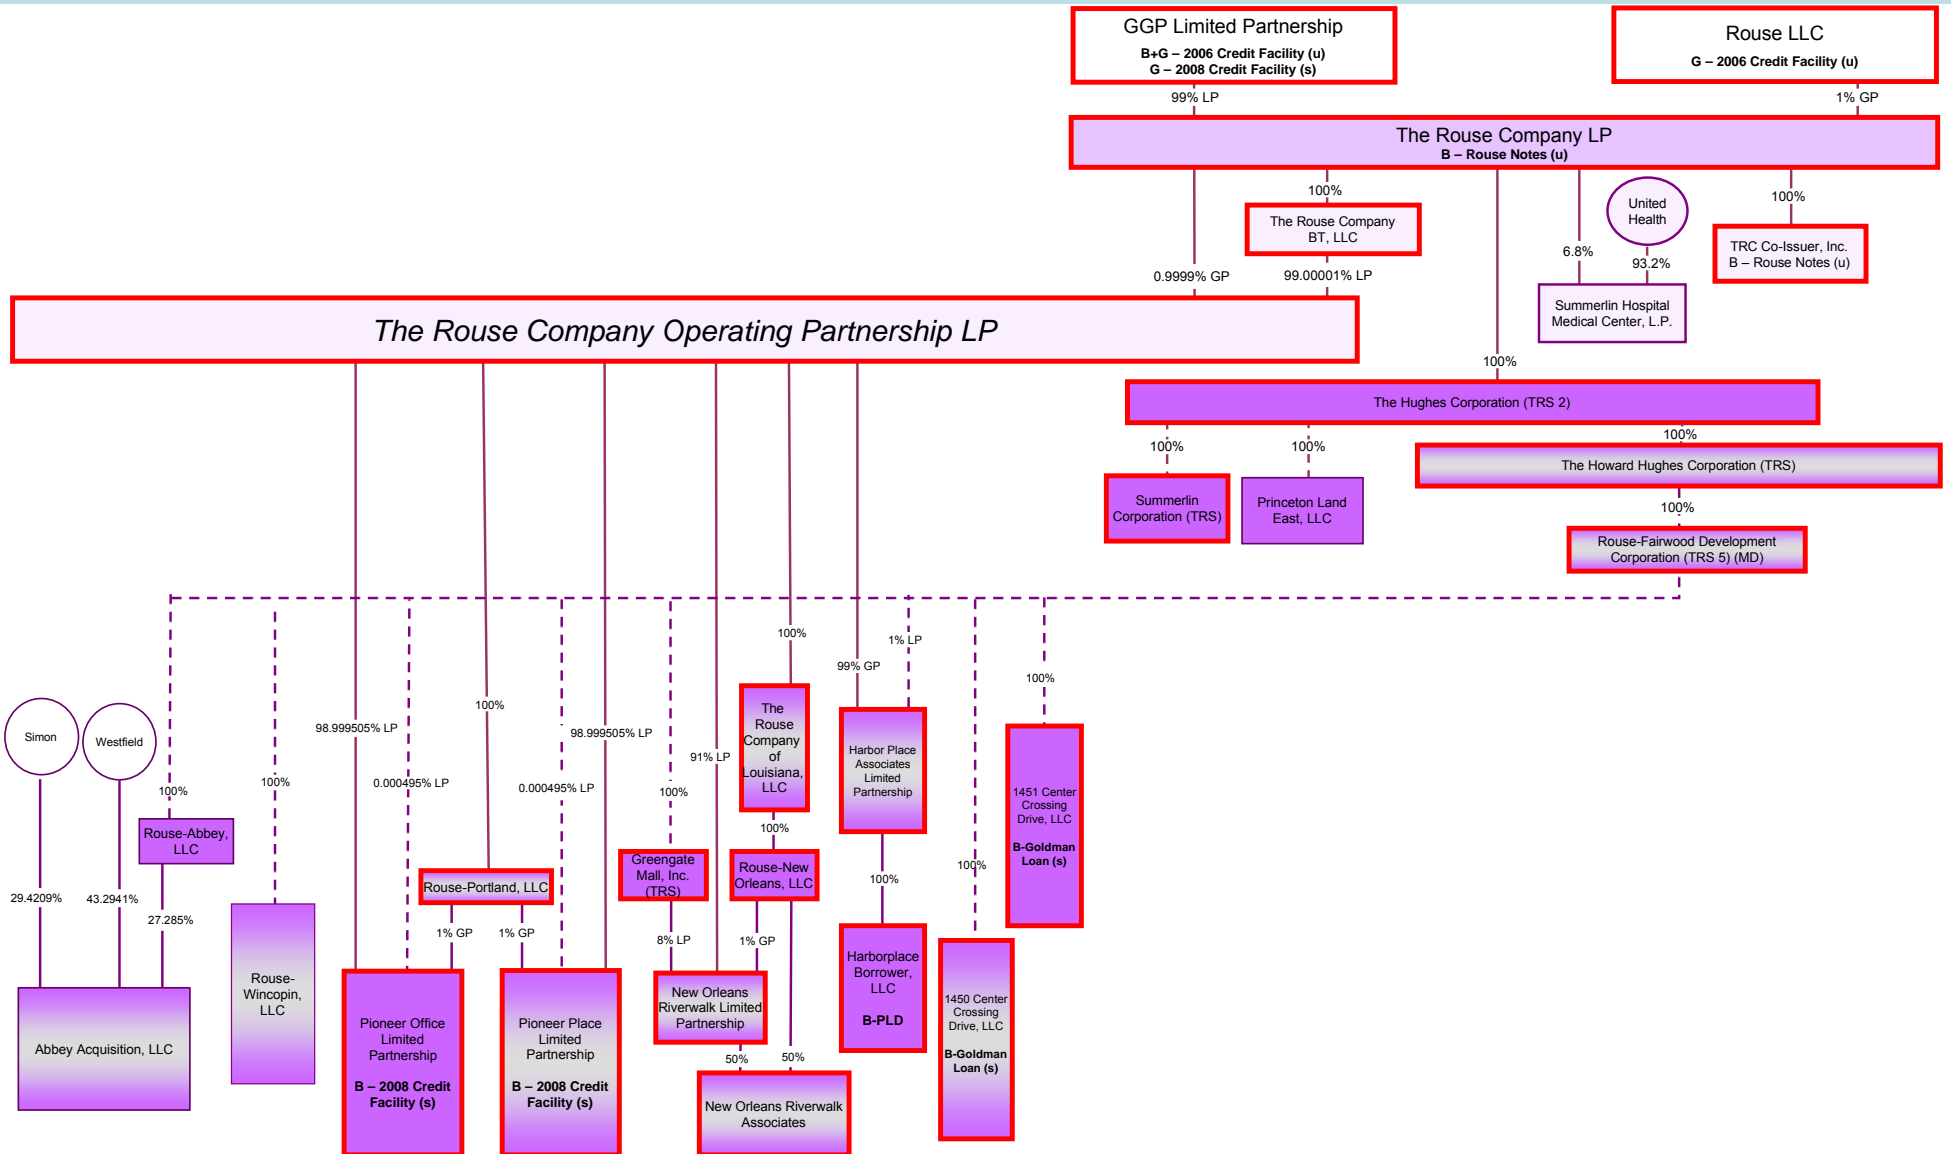 GGP Limited Partnership
B+G – 2006 Credit Facility (u)
G – 2008 Credit Facility (s)
Rouse LLC
G – 2006 Credit Facility (u)
99% LP
1% GP
The Rouse Company LP
B – Rouse Notes (u)
100%
The Rouse Company
BT, LLC
0.9999% GP
99.00001% LP
6.8%
United
Health
93.2%
Summerlin Hospital
Medical Center, L.P.
100%
TRC Co-Issuer, Inc.
B – Rouse Notes (u)
The Rouse Company Operating Partnership LP
100%
The Hughes Corporation (TRS 2)
100%
100%
100%
The Howard Hughes Corporation (TRS)
Summerlin
Corporation (TRS)
Princeton Land
East, LLC
100%
Rouse-Fairwood Development
Corporation (TRS 5) (MD)
Simon
Westfield
100%
Rouse-Abbey,
LLC
29.4209%
43.2941%
27.285%
Abbey Acquisition, LLC
100%
Rouse-
Wincopin,
LLC
98.999505% LP
0.000495% LP
100%
Rouse-Portland, LLC
1% GP
1% GP
Pioneer Office
Limited
Partnership
B – 2008 Credit
Facility (s)
0.000495% LP
98.999505% LP
Pioneer Place
Limited
Partnership
B – 2008 Credit
Facility (s)
100%
Greengate
Mall, Inc.
(TRS)
8% LP
91% LP
100%
The
Rouse
Company
of
Louisiana,
LLC
100%
Rouse-New
Orleans, LLC
1% GP
New Orleans
Riverwalk Limited
Partnership
50%
50%
New Orleans Riverwalk
Associates
99% GP
1% LP
Harbor Place
Associates
Limited
Partnership
100%
Harborplace
Borrower,
LLC
B-PLD
100%
1450 Center
Crossing
Drive, LLC
B-Goldman
Loan (s)
100%
1451 Center
Crossing
Drive, LLC
B-Goldman
Loan (s)